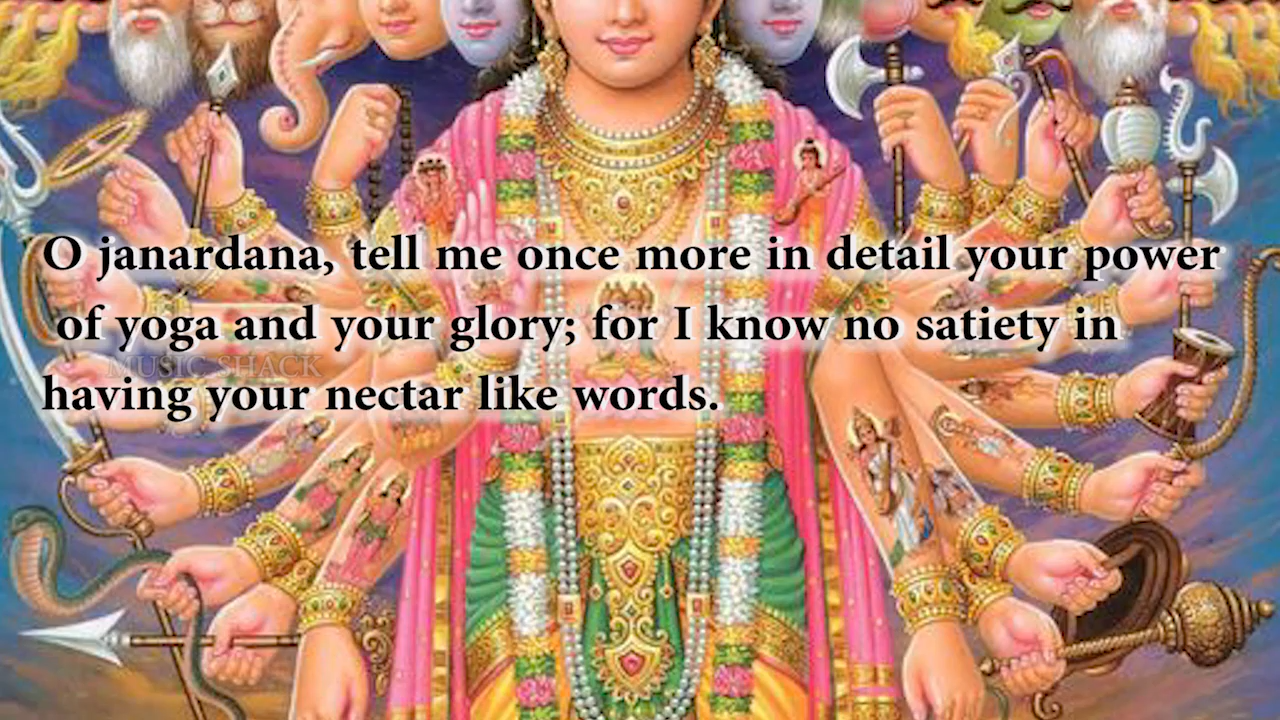 O janardana, tell me once more in detail your power
of yoga and your glory; for I know no satiety in
MUSIC SHACK
having your nectar like words.